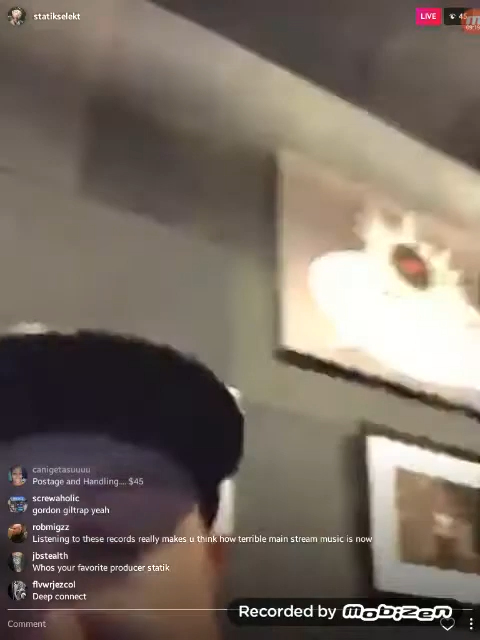 statikselekt
LIVE
45
canigetasuuuu
Postage and Handling... $45
screwaholic
gordon giltrap yeah
robmigzz
Listening to these records really makes u think how terrible main stream music is now
jbstealth
Whos your favorite producer statik
flvwrjezcol
Deep connect
Comment
Recorded by mobizen